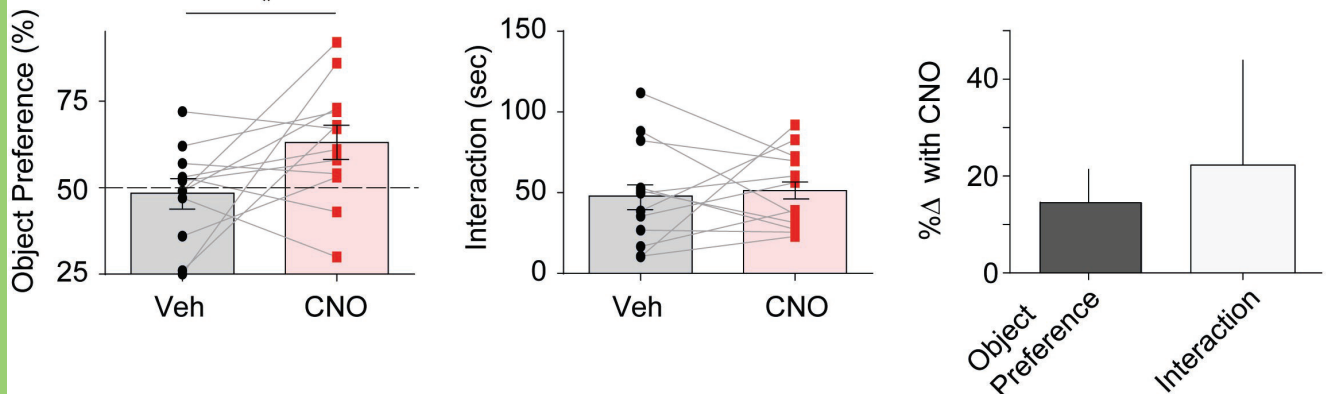 Object Preference (%)
75
50
25
Veh
CNO
Interaction (sec)
150
100
50
0
Veh
CNO
%Δ with CNO
40
20
0
Object
Preference
Interaction